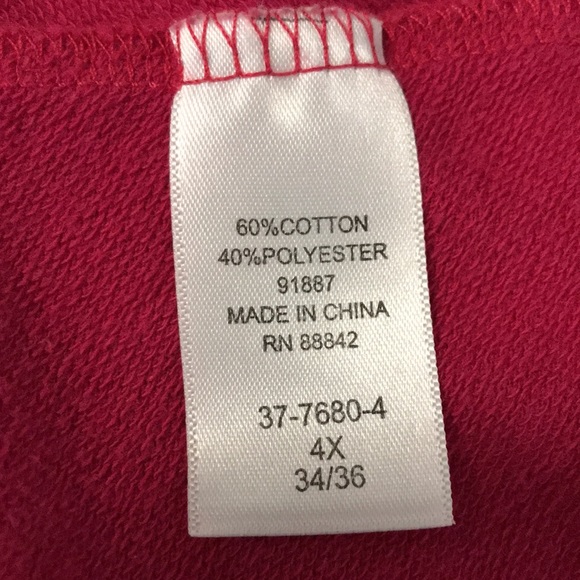 60%COTTON
40%POLYESTER
91887
MADE IN CHINA
RN 88842
37-7680-4
4X
34/36